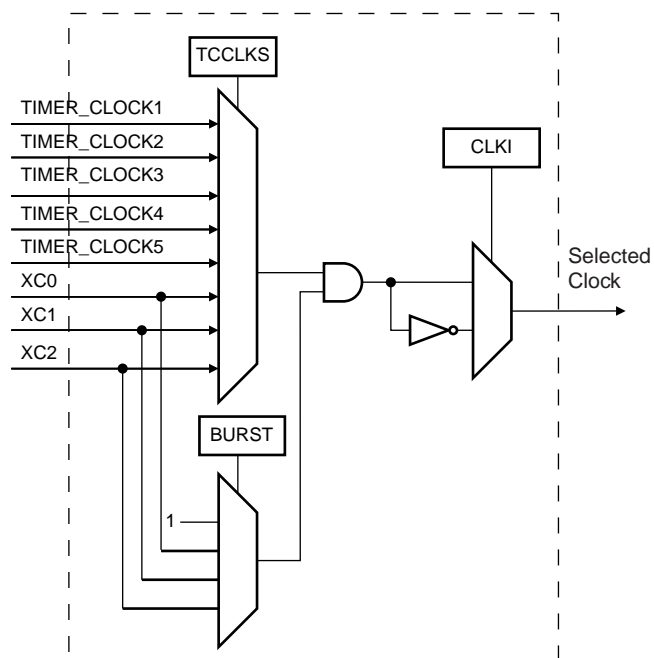 TCCLKS
TIMER_CLOCK1
TIMER_CLOCK2
TIMER_CLOCK3
TIMER_CLOCK4
TIMER_CLOCK5
XC0
XC1
XC2
CLKI
Selected
Clock
BURST
1